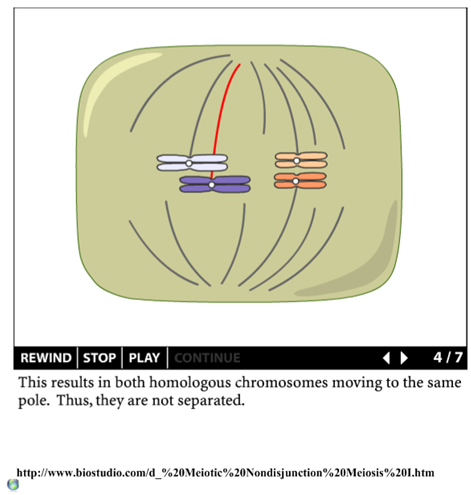 REWIND STOP PLAY CONTINUE 4 / 7
This results in both homologous chromosomes moving to the same
pole. Thus, they are not separated.
http://www.biostudio.com/d_%20Meiotic%20Nondisjunction%20Meiosis%20I.htm